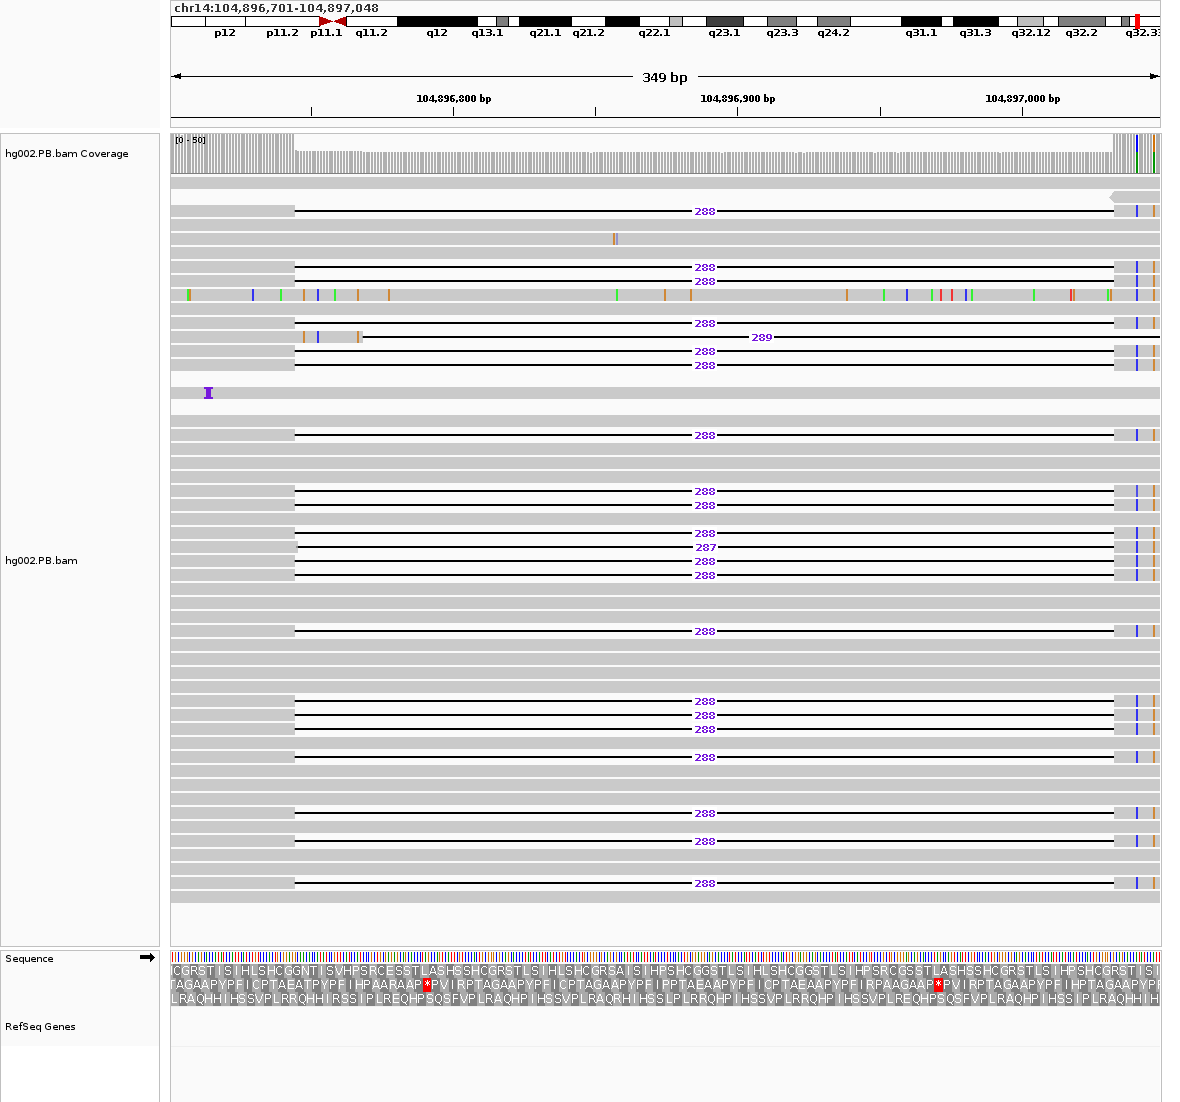 chr14:104,896,701-104,897,048
p12 p11.2 p11.1 q11.2 q12 q13.1 q21.1 q21.2 q22.1 q23.1 q23.3 q24.2 q31.1 q31.3 q32.12 q32.2 q32.33
349 bp
104,896,800 bp 104,896,900 bp 104,897,000 bp
hg002.PB.bam Coverage
[0 - 50]
288
288
288
288
289
288
288
288
288
288
288
287
288
288
hg002.PB.bam
288
288
288
288
288
288
288
288
Sequence
CGRSTISIHLSHCGGNTISVHPSRCESSTLASHSSHCGRSTLSIHLSHCGRSAISIHPSHCGGSTLSIHLSHCGGSTLSIHPSRCGSSTLASHSSHCGRSTLSIHPSHCGRSTISI
TAGAAPYPFICPTAEATPYPFIHPAARAAP*PVIRPTAGAAPYPFICPTAGAAPYPFIPPTAEAAPYPFICPTAEAAPYPFIRPAAGAAP*PVIRPTAGAAPYPFIHPTAGAAPYP
LRAQHHIHSSVPLRRQHHIRSSIPLREQHPSQSFVPLRAQHPIHSSVPLRAQRHIHSSLPLRRQHPIHSSVPLRRQHPIHSSVPLREQHPSQSFVPLRAQHPIHSSIPLRAQHHIH
RefSeq Genes